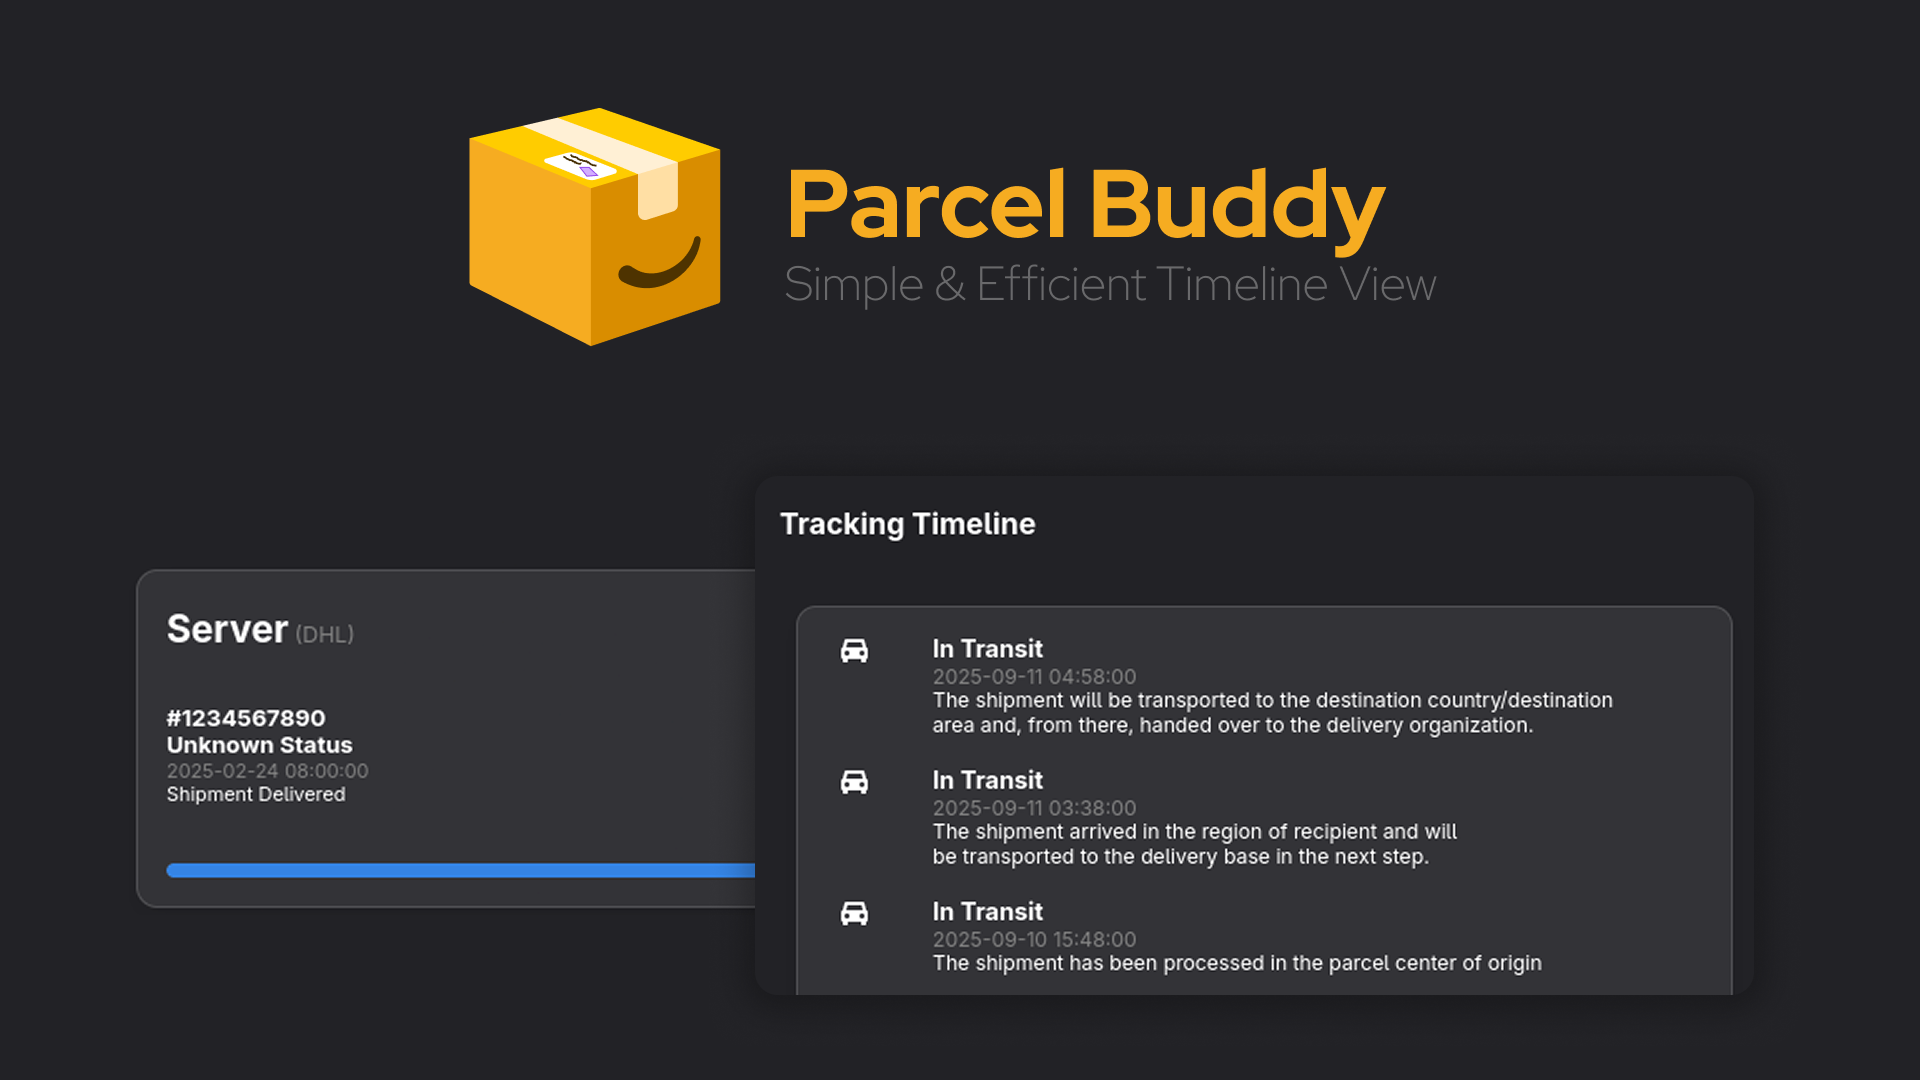 Parcel Buddy
Simple & Efficient Timeline View
Server (DHL)
#1234567890
Unknown Status
2025-02-24 08:00:00
Shipment Delivered
Tracking Timeline
In Transit
2025-09-11 04:58:00
The shipment will be transported to the destination country/destination
area and, from there, handed over to the delivery organization.
In Transit
2025-09-11 03:38:00
The shipment arrived in the region of recipient and will
be transported to the delivery base in the next step.
In Transit
2025-09-10 15:48:00
The shipment has been processed in the parcel center of origin